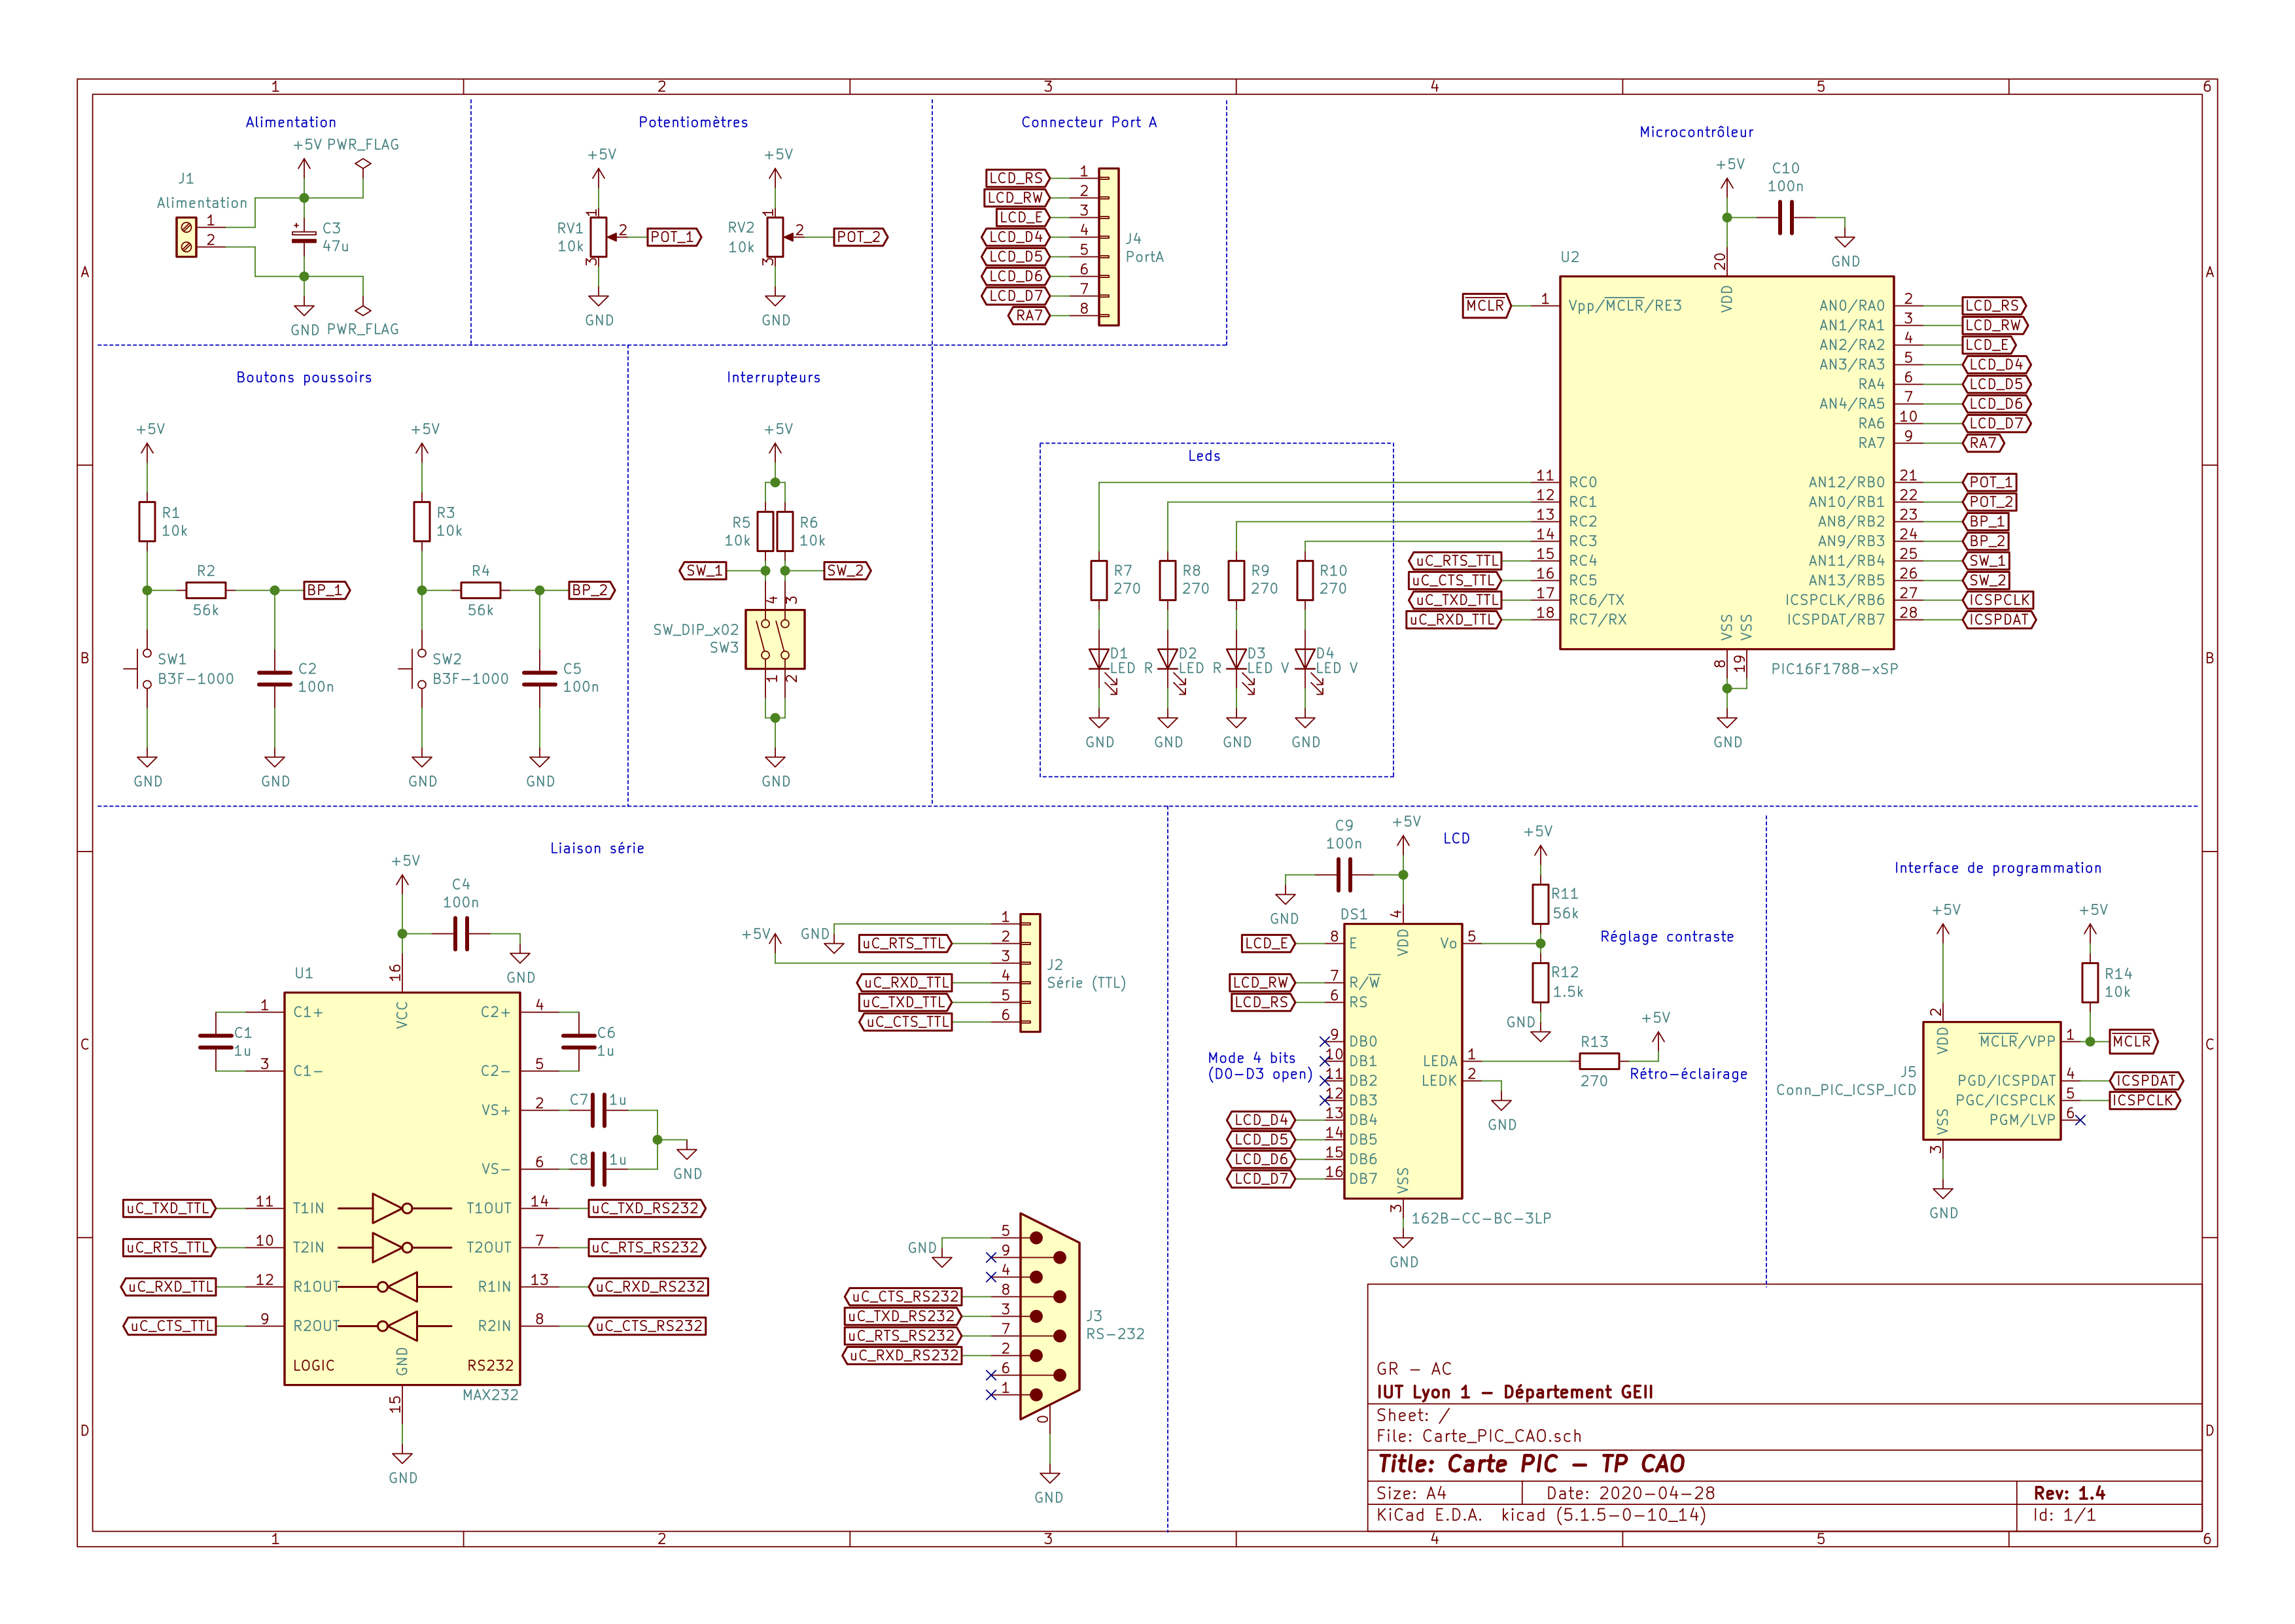 1 2 3 4 5 6
Alimentation
+5V PWR_FLAG
J1
Alimentation
1
2
C3
47u
GND PWR_FLAG
Potentiomètres
+5V
RV1
10k
1
2
3
POT_1
GND
+5V
RV2
10k
1
2
3
POT_2
GND
Connecteur Port A
LCD_RS 1
LCD_RW 2
LCD_E 3
LCD_D4 4
LCD_D5 5
LCD_D6 6
LCD_D7 7
RA7 8
J4
PortA
Microcontrôleur
+5V
C10
100n
GND
U2
20
VDD
MCLR 1 Vpp/MCLR/RE3
AN0/RA0 2 LCD_RS
AN1/RA1 3 LCD_RW
AN2/RA2 4 LCD_E
AN3/RA3 5 LCD_D4
RA4 6 LCD_D5
AN4/RA5 7 LCD_D6
RA6 10 LCD_D7
RA7 9 RA7
11 RC0
12 RC1
13 RC2
14 RC3
uC_RTS_TTL 15 RC4
uC_CTS_TTL 16 RC5
uC_TXD_TTL 17 RC6/TX
uC_RXD_TTL 18 RC7/RX
AN12/RB0 21 POT_1
AN10/RB1 22 POT_2
AN8/RB2 23 BP_1
AN9/RB3 24 BP_2
AN11/RB4 25 SW_1
AN13/RB5 26 SW_2
ICSPCLK/RB6 27 ICSPCLK
ICSPDAT/RB7 28 ICSPDAT
VSS VSS
8 19
PIC16F1788-xSP
GND
A
A
Boutons poussoirs
+5V
R1
10k
R2
56k
BP_1
SW1
B3F-1000
C2
100n
GND
GND
+5V
R3
10k
R4
56k
BP_2
SW2
B3F-1000
C5
100n
GND
GND
Interrupteurs
+5V
R5
10k
R6
10k
SW_1
SW_2
4 3
SW_DIP_x02
SW3
1 2
GND
Leds
R7
270
R8
270
R9
270
R10
270
D1
LED R
D2
LED R
D3
LED V
D4
LED V
GND
GND
GND
GND
B
B
Liaison série
+5V
C4
100n
GND
U1
16
VCC
1 C1+
C1
1u
3 C1-
C2+ 4
C6
1u
C2- 5
VS+ 2
C7 1u
VS- 6
C8 1u
GND
uC_TXD_TTL 11 T1IN T1OUT 14 uC_TXD_RS232
uC_RTS_TTL 10 T2IN T2OUT 7 uC_RTS_RS232
uC_RXD_TTL 12 R1OUT R1IN 13 uC_RXD_RS232
uC_CTS_TTL 9 R2OUT R2IN 8 uC_CTS_RS232
LOGIC GND RS232
15
MAX232
GND
+5V
GND
1
uC_RTS_TTL 2
3
uC_RXD_TTL 4
uC_TXD_TTL 5
uC_CTS_TTL 6
J2
Série (TTL)
GND
5
9
4
uC_CTS_RS232 8
uC_TXD_RS232 3
uC_RTS_RS232 7
uC_RXD_RS232 2
6
1
0
J3
RS-232
GND
LCD
C9
100n
+5V
GND
DS1
4
VDD
LCD_E 8 E
LCD_RW 7 R/W
LCD_RS 6 RS
9 DB0
10 DB1
11 DB2
12 DB3
LCD_D4 13 DB4
LCD_D5 14 DB5
LCD_D6 15 DB6
LCD_D7 16 DB7
Mode 4 bits
(D0-D3 open)
Vo 5
LEDA 1
LEDK 2
VSS
3
162B-CC-BC-3LP
GND
+5V
R11
56k
Réglage contraste
R12
1.5k
GND
R13
270
+5V
Rétro-éclairage
GND
Interface de programmation
+5V
+5V
R14
10k
2
VDD
MCLR/VPP 1 MCLR
PGD/ICSPDAT 4 ICSPDAT
PGC/ICSPCLK 5 ICSPCLK
PGM/LVP 6
J5
Conn_PIC_ICSP_ICD
VSS
3
GND
C
C
GR - AC
IUT Lyon 1 - Département GEII
Sheet: /
File: Carte_PIC_CAO.sch
Title: Carte PIC - TP CAO
Size: A4 Date: 2020-04-28 Rev: 1.4
KiCad E.D.A. kicad (5.1.5-0-10_14) Id: 1/1
D
D
1 2 3 4 5 6